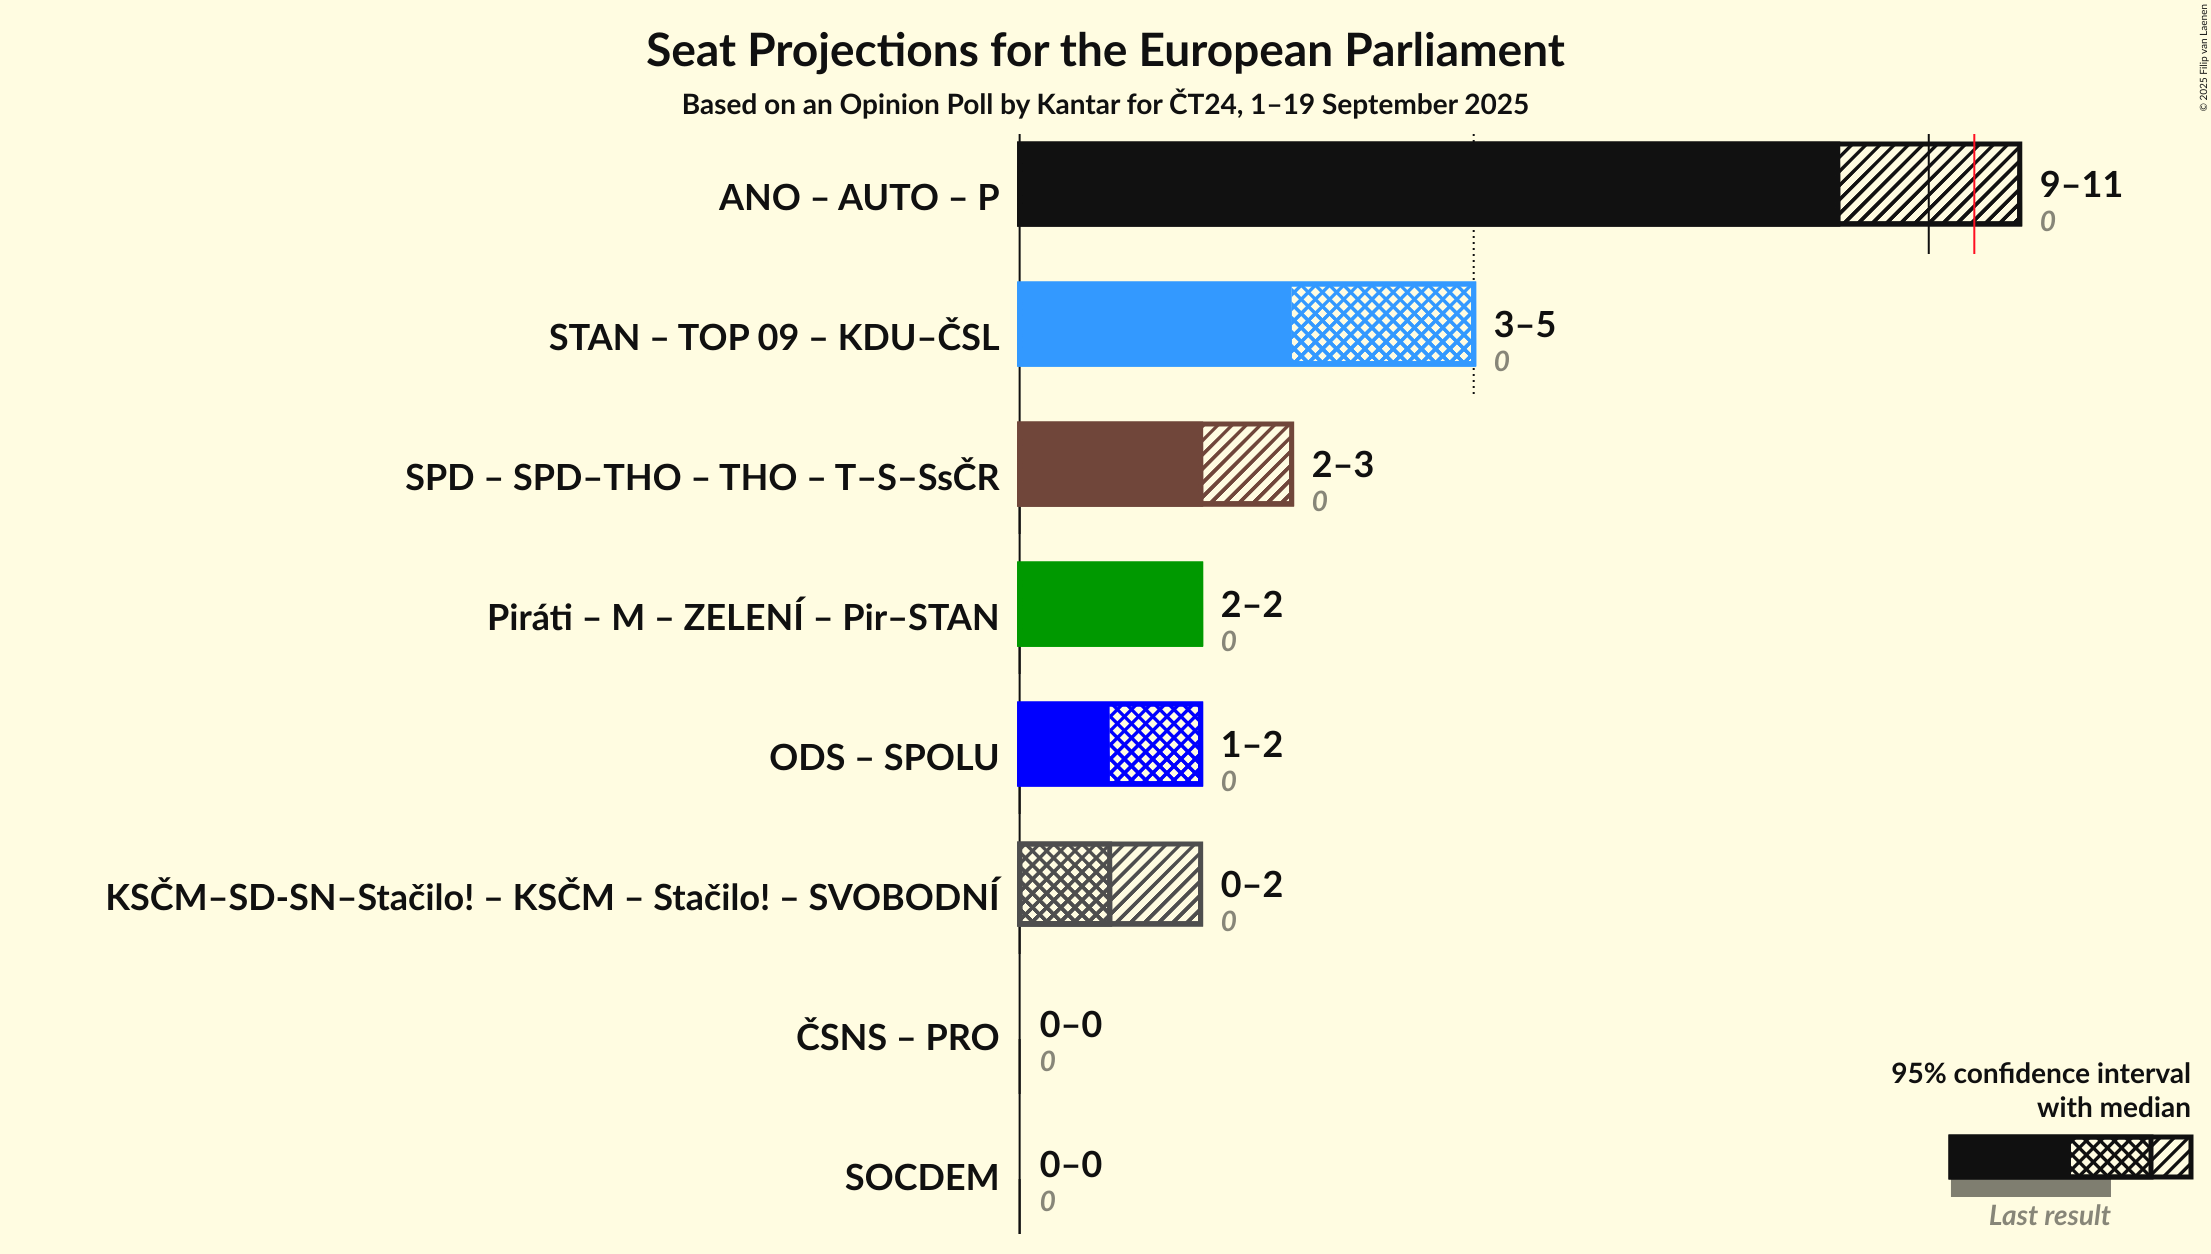 Seat Projections for the European Parliament
Based on an Opinion Poll by Kantar for ČT24, 1–19 September 2025
© 2025 Filip van Laenen
ANO – AUTO – P
9–11
0
STAN – TOP 09 – KDU–ČSL
3–5
0
SPD – SPD–THO – THO – T–S–SsČR
2–3
0
Piráti – M – ZELENÍ – Pir–STAN
2–2
0
ODS – SPOLU
1–2
0
KSČM–SD-SN–Stačilo! – KSČM – Stačilo! – SVOBODNÍ
0–2
0
ČSNS – PRO
0–0
0
SOCDEM
0–0
0
95% confidence interval
with median
Last result